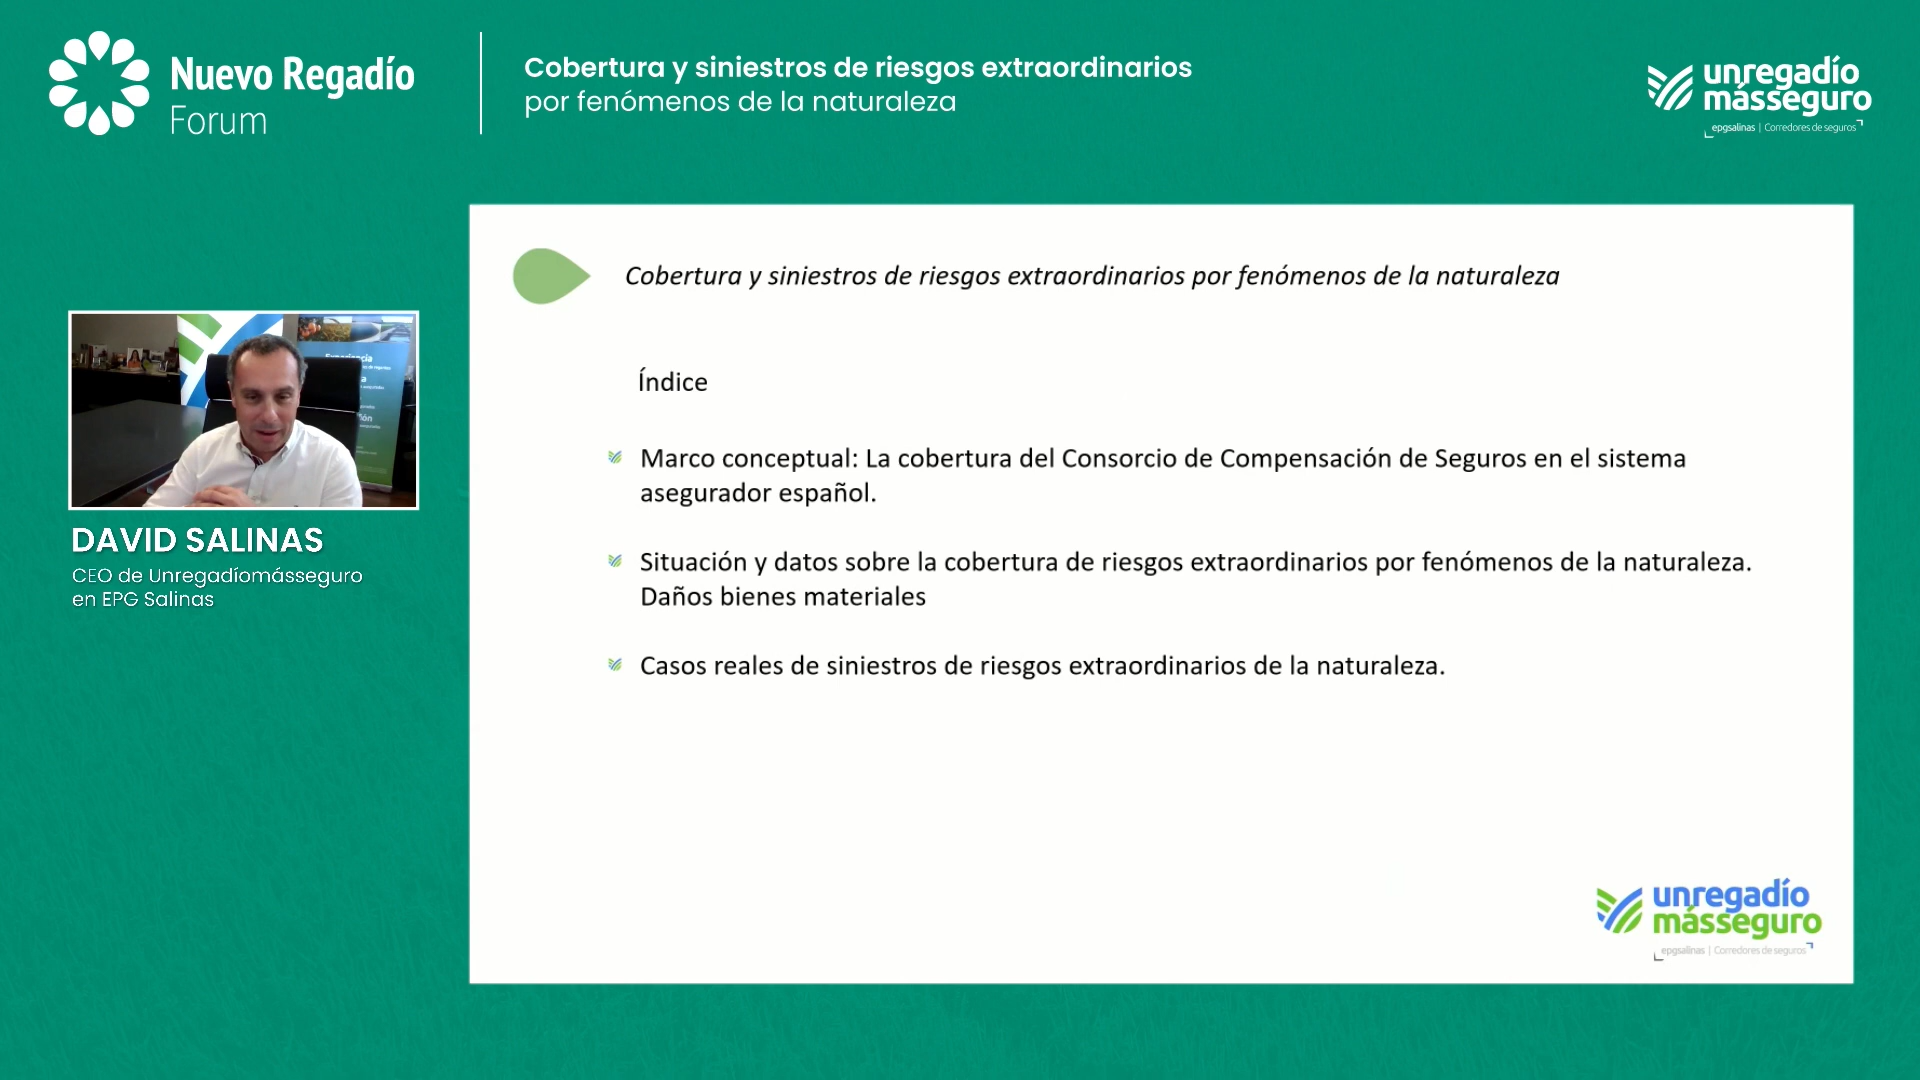 Nuevo Regadío
Forum
Cobertura y siniestros de riesgos extraordinarios
por fenómenos de la naturaleza
unregadío
másseguro
epgsalinas | Corredores de seguros
Cobertura y siniestros de riesgos extraordinarios por fenómenos de la naturaleza
Índice
Marco conceptual: La cobertura del Consorcio de Compensación de Seguros en el sistema
asegurador español.
Situación y datos sobre la cobertura de riesgos extraordinarios por fenómenos de la naturaleza.
Daños bienes materiales
Casos reales de siniestros de riesgos extraordinarios de la naturaleza.
DAVID SALINAS
CEO de Unregadíomásseguro
en EPG Salinas
unregadío
másseguro
epgsalinas | Corredores de seguros